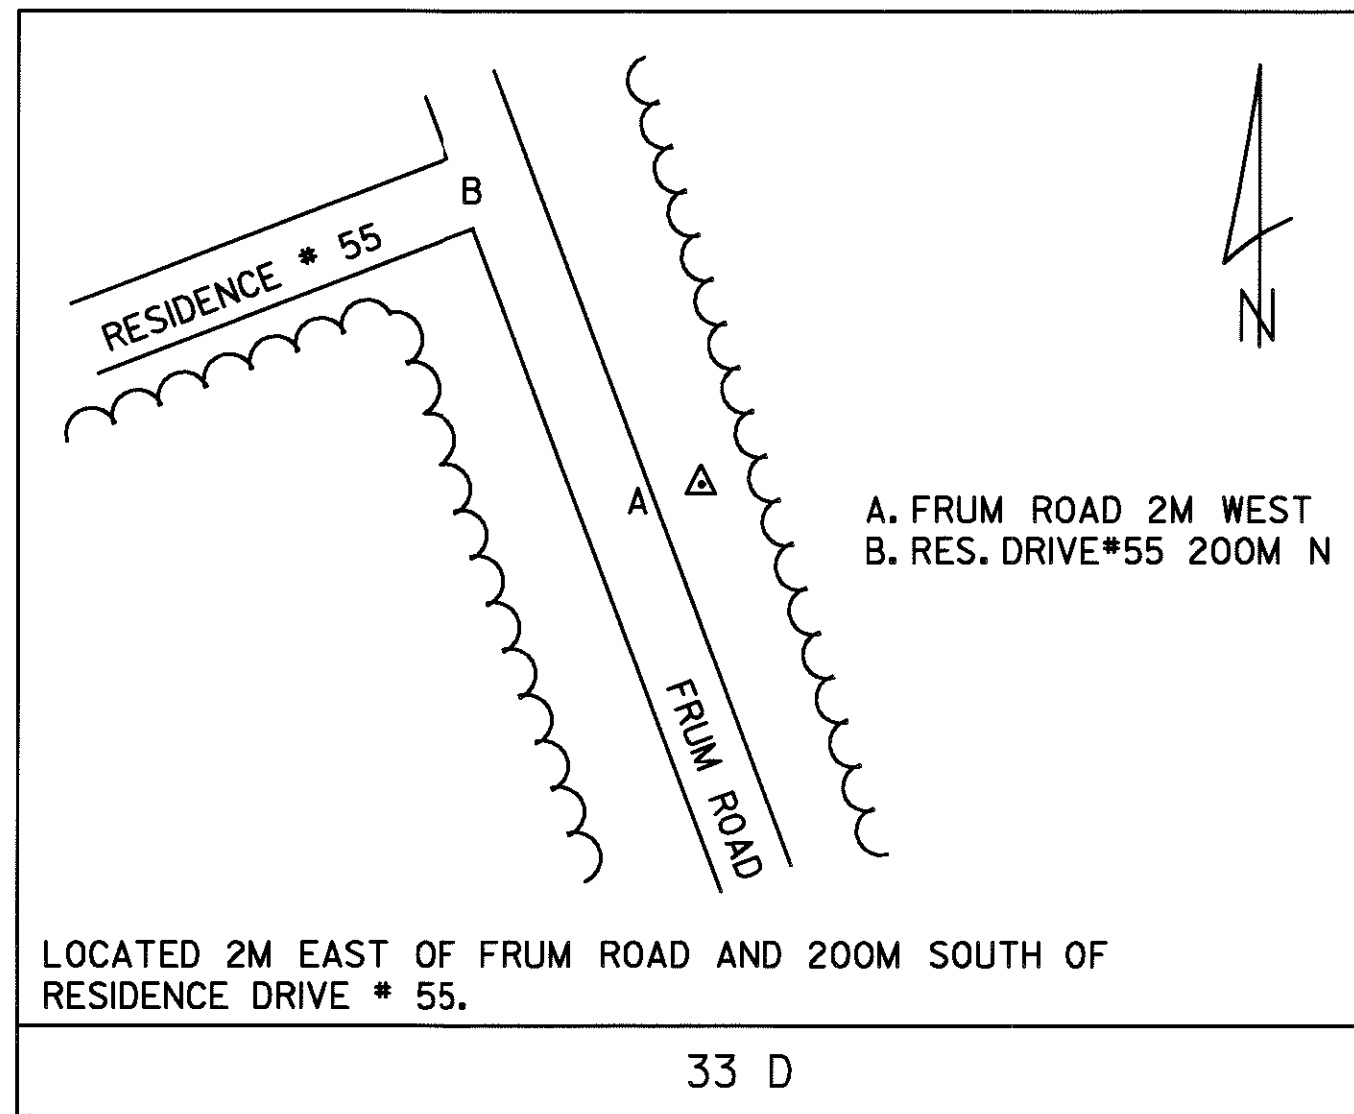 B
RESIDENCE # 55
N
A
A. FRUM ROAD 2M WEST
B. RES. DRIVE#55 200M N
FRUM ROAD
LOCATED 2M EAST OF FRUM ROAD AND 200M SOUTH OF
RESIDENCE DRIVE # 55.
33 D